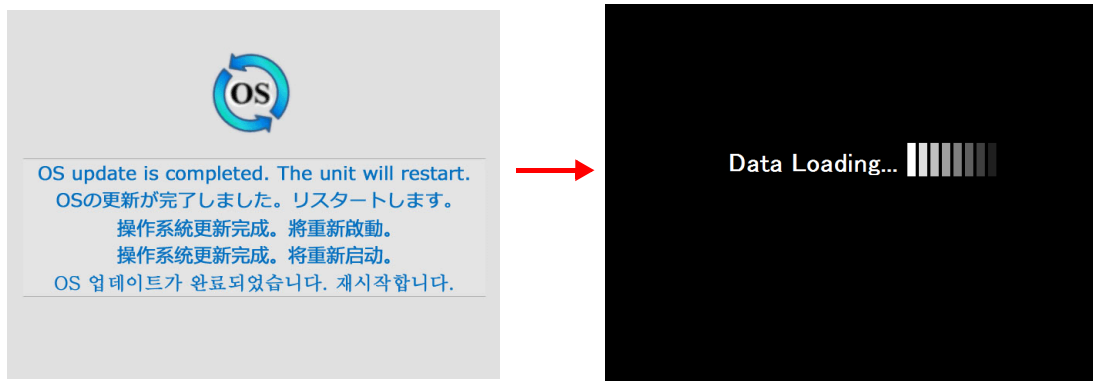 OS
OS update is completed. The unit will restart.
OSの更新が完了しました。リスタートします。
操作系統更新完成。將重新啟動。
操作系统更新完成。将重新启动。
OS 업데이트가 완료되었습니다. 재시작합니다.
Data Loading...